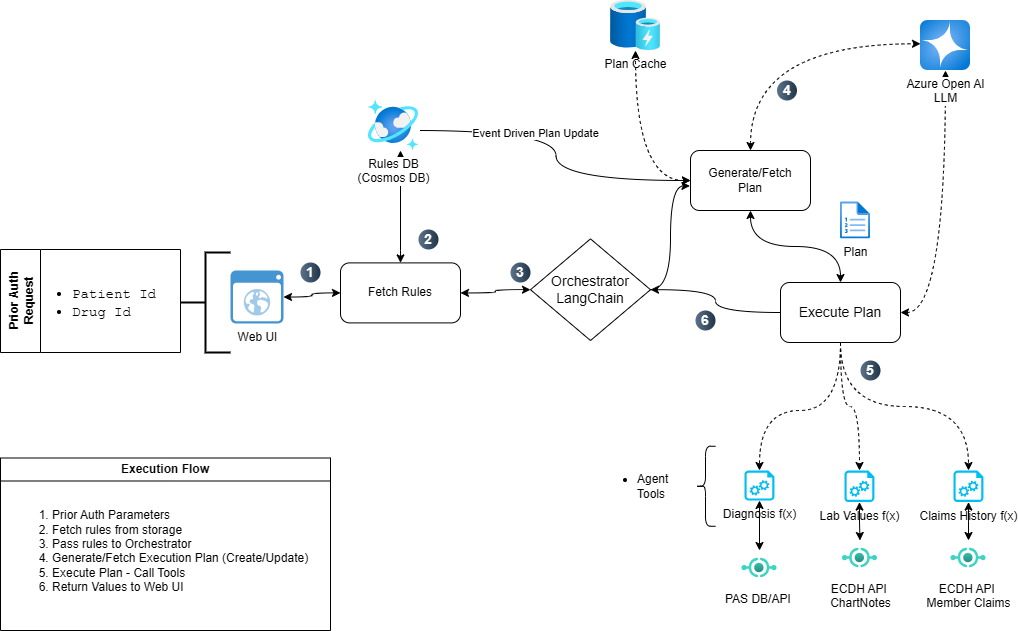 Plan Cache
Azure Open AI
LLM
4
Event Driven Plan Update
Rules DB
(Cosmos DB)
Generate/Fetch
Plan
Plan
2
1
3
Prior Auth
Request
• Patient Id
• Drug Id
Web UI
Fetch Rules
Orchestrator
LangChain
6
Execute Plan
5
• Agent
Tools
Diagnosis f(x)
Lab Values f(x)
Claims History f(x)
PAS DB/API
ECDH API
ChartNotes
ECDH API
Member Claims
Execution Flow
1. Prior Auth Parameters
2. Fetch rules from storage
3. Pass rules to Orchestrator
4. Generate/Fetch Execution Plan (Create/Update)
5. Execute Plan - Call Tools
6. Return Values to Web UI